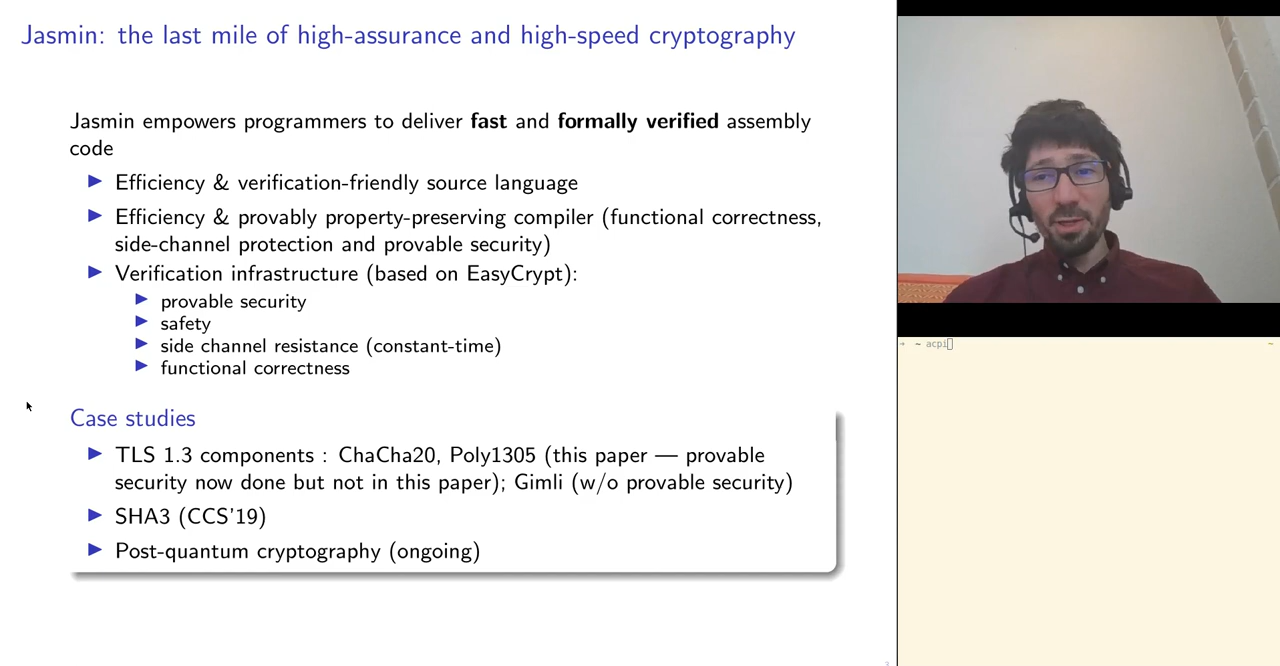 Jasmin: the last mile of high-assurance and high-speed cryptography
Jasmin empowers programmers to deliver fast and formally verified assembly
code
▶ Efficiency & verification-friendly source language
▶ Efficiency & provably property-preserving compiler (functional correctness,
side-channel protection and provable security)
▶ Verification infrastructure (based on EasyCrypt):
▶ provable security
▶ safety
▶ side channel resistance (constant-time)
▶ functional correctness
Case studies
▶ TLS 1.3 components : ChaCha20, Poly1305 (this paper — provable
security now done but not in this paper); Gimli (w/o provable security)
▶ SHA3 (CCS'19)
▶ Post-quantum cryptography (ongoing)
3
→ ~ acpi ~